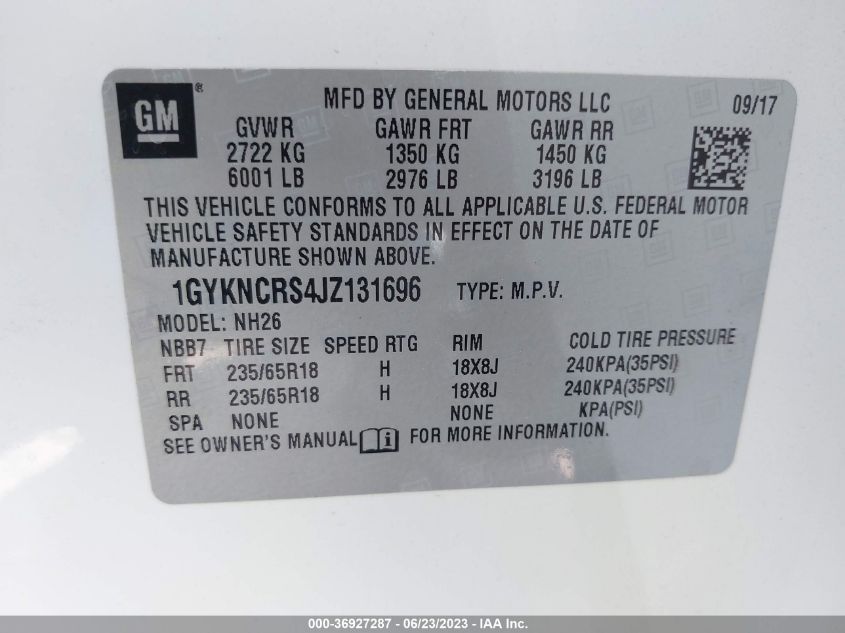 GM ®
MFD BY GENERAL MOTORS LLC 09/17
GVWR GAWR FRT GAWR RR
2722 KG 1350 KG 1450 KG
6001 LB 2976 LB 3196 LB
THIS VEHICLE CONFORMS TO ALL APPLICABLE U.S. FEDERAL MOTOR
VEHICLE SAFETY STANDARDS IN EFFECT ON THE DATE OF
MANUFACTURE SHOWN ABOVE.
1GYKNCRS4JZ131696 TYPE: M.P.V.
MODEL: NH26
NBB7 TIRE SIZE SPEED RTG RIM COLD TIRE PRESSURE
FRT 235/65R18 H 18X8J 240KPA(35PSI)
RR 235/65R18 H 18X8J 240KPA(35PSI)
SPA NONE NONE KPA(PSI)
SEE OWNER'S MANUAL i FOR MORE INFORMATION.
000-36927287 - 06/23/2023 - IAA Inc.